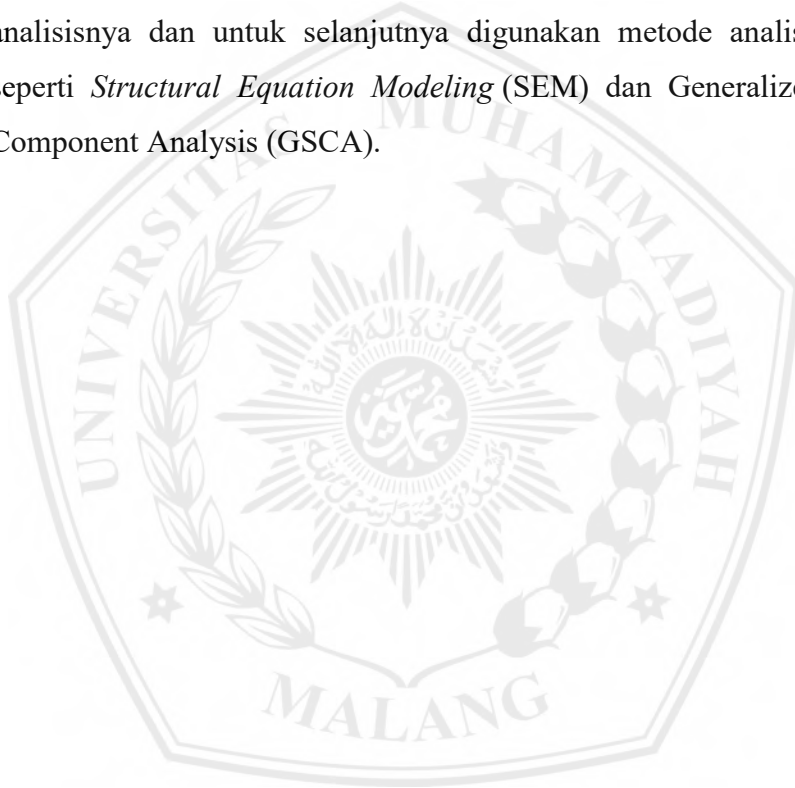 analisisnya dan untuk selanjutnya digunakan metode analis
seperti Structural Equation Modeling (SEM) dan Generalize
Component Analysis (GSCA).
UNIVERSITAS MUHAMMADIYAH
MALANG